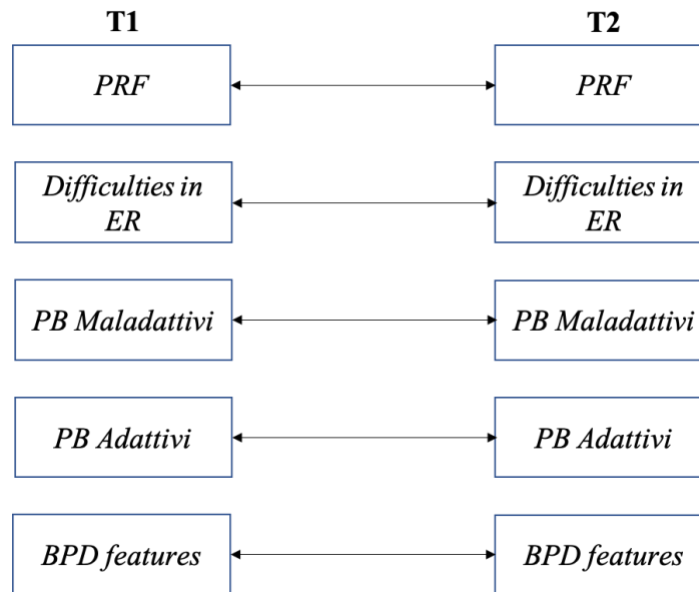 T1 T2
PRF PRF
Difficulties in Difficulties in
ER ER
PB Maladattivi PB Maladattivi
PB Adattivi PB Adattivi
BPD features BPD features